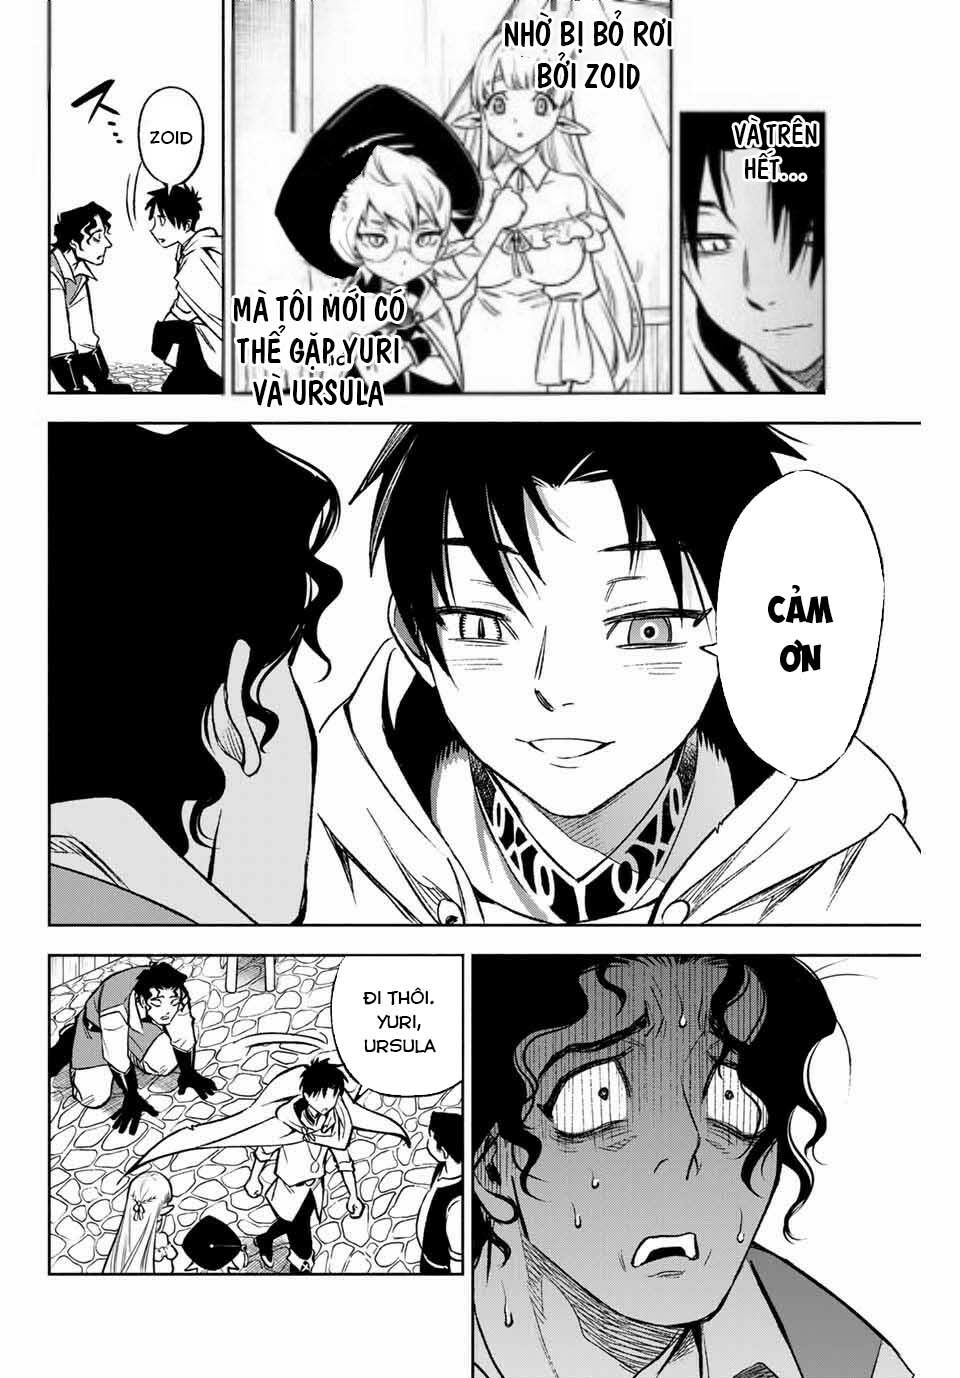 NHỜ BỊ BỎ RƠI
BỞI ZOID
MÀ TÔI MỚI CÓ
THỂ GẶP YURI
VÀ URSULA
VÀ TRÊN
HẾT...
ZOID
CẢM
ƠN
ĐI THÔI.
YURI,
URSULA